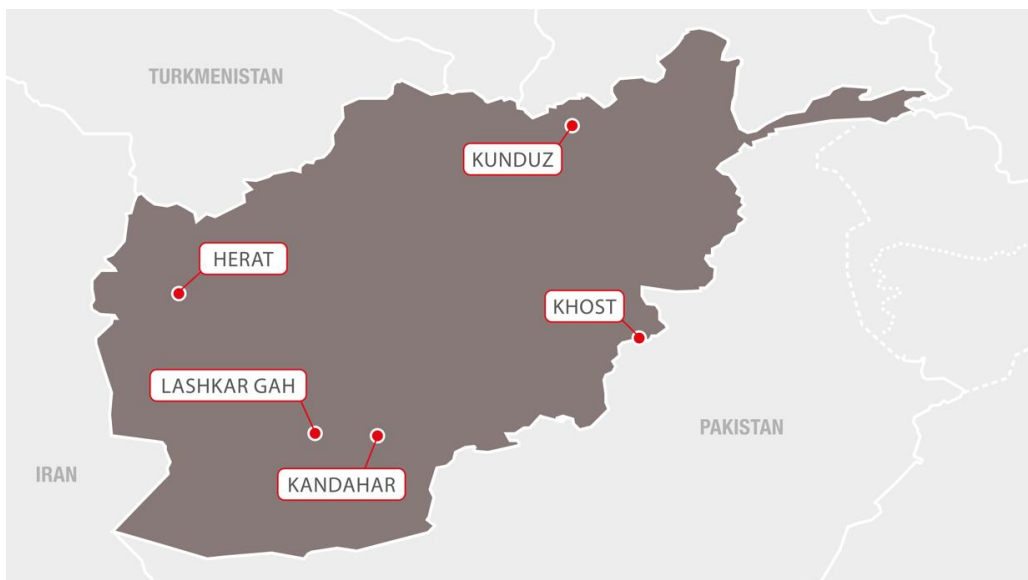 TURKMENISTAN
KUNDUZ
HERAT
KHOST
LASHKAR GAH
PAKISTAN
IRAN
KANDAHAR